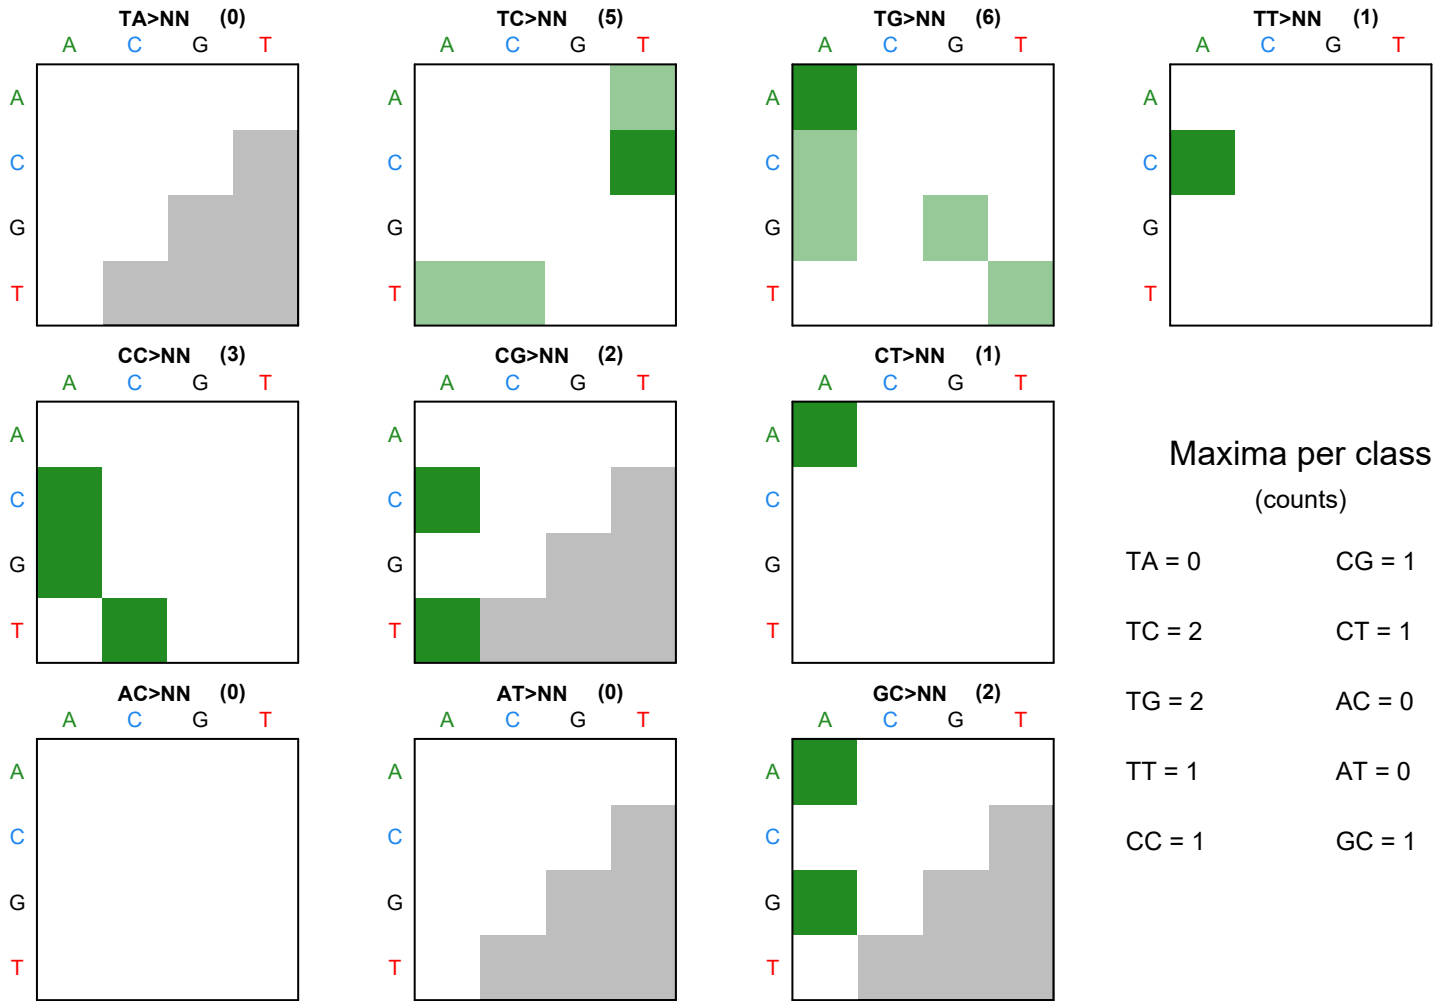 TA>NN (0)
A C G T
A
C
G
T
TC>NN (5)
A C G T
A
C
G
T
TG>NN (6)
A C G T
A
C
G
T
TT>NN (1)
A C G T
A
C
G
T
CC>NN (3)
A C G T
A
C
G
T
CG>NN (2)
A C G T
A
C
G
T
CT>NN (1)
A C G T
A
C
G
T
Maxima per class
(counts)
TA = 0 CG = 1
TC = 2 CT = 1
TG = 2 AC = 0
TT = 1 AT = 0
CC = 1 GC = 1
AC>NN (0)
A C G T
A
C
G
T
AT>NN (0)
A C G T
A
C
G
T
GC>NN (2)
A C G T
A
C
G
T